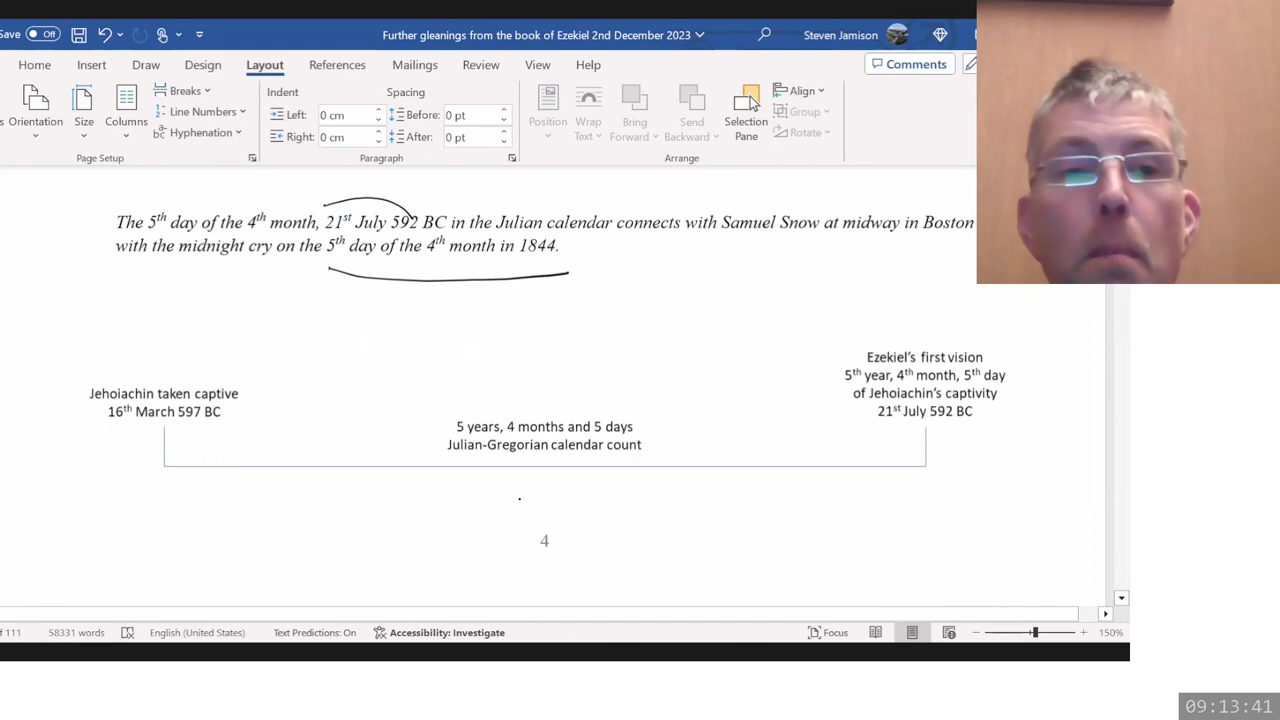 Save Off Further gleanings from the book of Ezekiel 2nd December 2023 Steven Jamison
Home Insert Draw Design Layout References Mailings Review View Help Comments
Orientation Size Columns Breaks Line Numbers Hyphenation
Indent Spacing
Left: 0 cm Before: 0 pt
Right: 0 cm After: 0 pt
Position Wrap Text Bring Forward Send Backward Selection Pane Align Group Rotate
Page Setup Paragraph Arrange
The 5th day of the 4th month, 21st July 592 BC in the Julian calendar connects with Samuel Snow at midway in Boston
with the midnight cry on the 5th day of the 4th month in 1844.
Jehoiachin taken captive
16th March 597 BC
5 years, 4 months and 5 days
Julian-Gregorian calendar count
Ezekiel's first vision
5th year, 4th month, 5th day
of Jehoiachin's captivity
21st July 592 BC
4
of 111 58331 words English (United States) Text Predictions: On Accessibility: Investigate Focus 150%
09:13:41